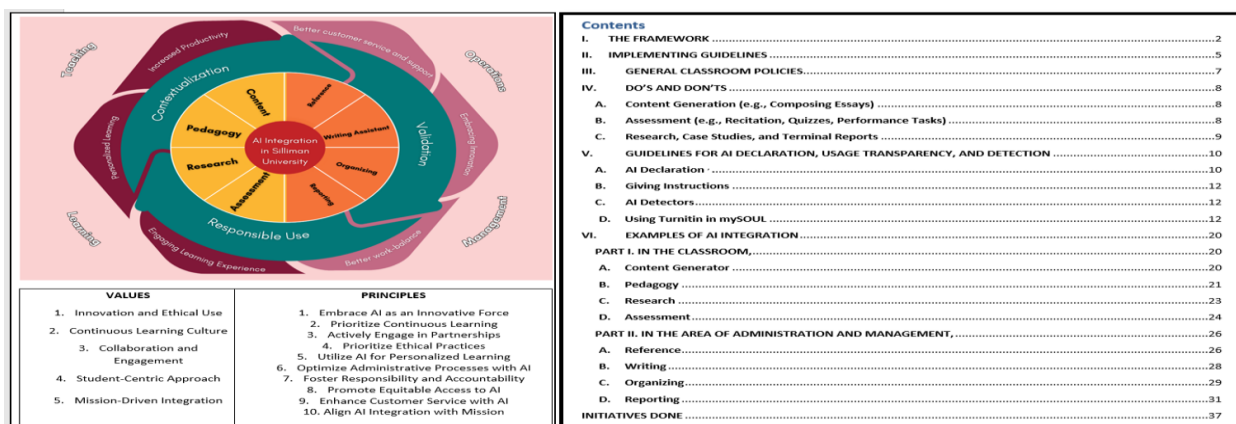 Teaching
Operations
Learning
Management
Increased Productivity
Better customer service and support
Personalized Learning
Embracing Innovation
Engaging Learning Experience
Better work-balance
Contextualization
Validation
Responsible Use
Content
Reference
Pedagogy
Writing Assistant
Research
Organizing
Assessment
Reporting
AI Integration
in Silliman
University
VALUES
1. Innovation and Ethical Use
2. Continuous Learning Culture
3. Collaboration and
Engagement
4. Student-Centric Approach
5. Mission-Driven Integration
PRINCIPLES
1. Embrace AI as an Innovative Force
2. Prioritize Continuous Learning
3. Actively Engage in Partnerships
4. Prioritize Ethical Practices
5. Utilize AI for Personalized Learning
6. Optimize Administrative Processes with AI
7. Foster Responsibility and Accountability
8. Promote Equitable Access to AI
9. Enhance Customer Service with AI
10. Align AI Integration with Mission
Contents
I. THE FRAMEWORK ... 2
II. IMPLEMENTING GUIDELINES ... 5
III. GENERAL CLASSROOM POLICIES ... 7
IV. DO'S AND DON'TS ... 8
A. Content Generation (e.g., Composing Essays) ... 8
B. Assessment (e.g., Recitation, Quizzes, Performance Tasks) ... 8
C. Research, Case Studies, and Terminal Reports ... 9
V. GUIDELINES FOR AI DECLARATION, USAGE TRANSPARENCY, AND DETECTION ... 10
A. AI Declaration ... 10
B. Giving Instructions ... 12
C. AI Detectors ... 12
D. Using Turnitin in mySOUL ... 12
VI. EXAMPLES OF AI INTEGRATION ... 20
PART I. IN THE CLASSROOM, ... 20
A. Content Generator ... 20
B. Pedagogy ... 21
C. Research ... 23
D. Assessment ... 24
PART II. IN THE AREA OF ADMINISTRATION AND MANAGEMENT, ... 26
A. Reference ... 26
B. Writing ... 28
C. Organizing ... 29
D. Reporting ... 31
INITIATIVES DONE ... 37